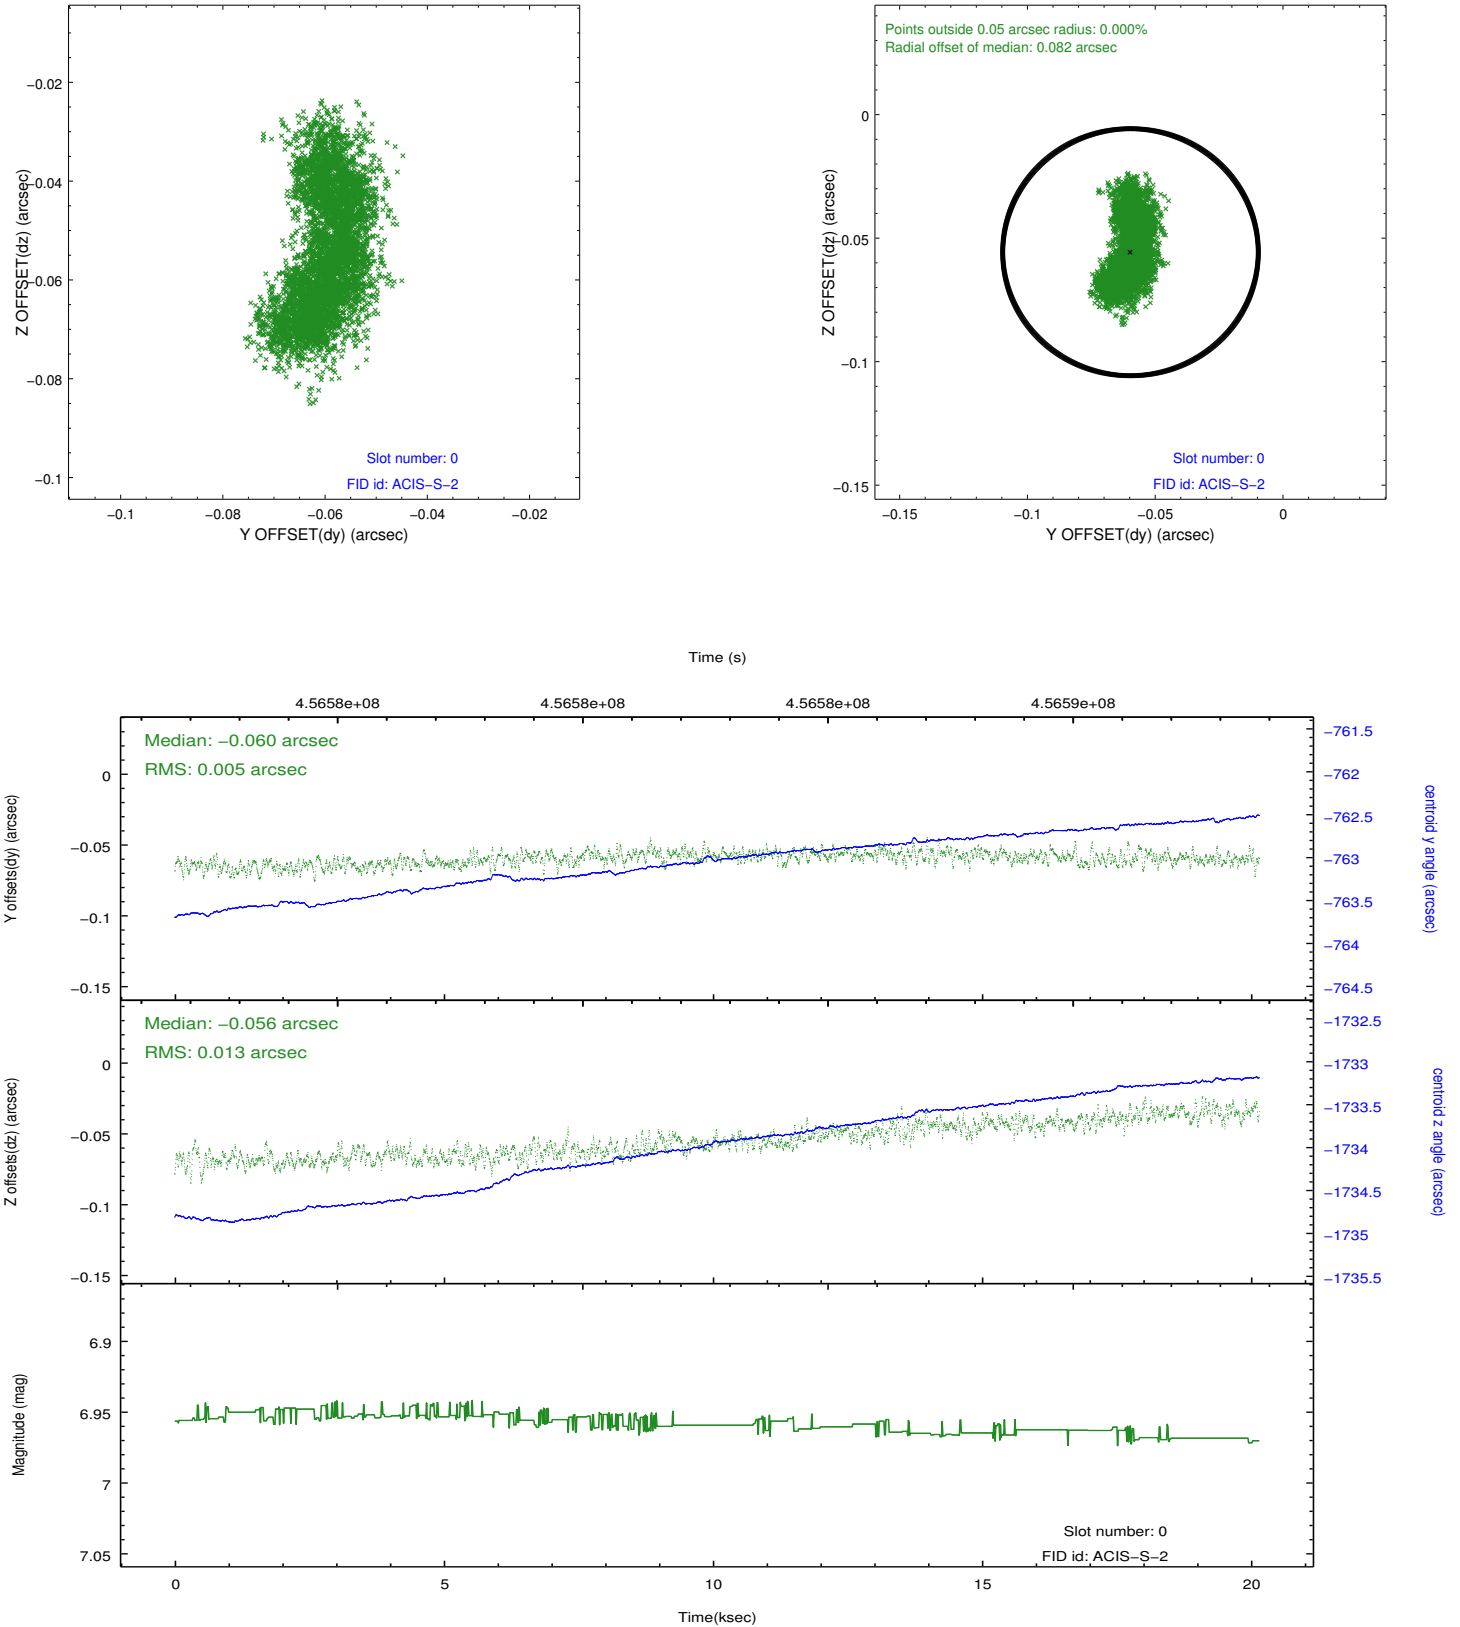 −0.02
−0.04
−0.06
−0.08
−0.1
Z OFFSET(dz) (arcsec)
Slot number: 0
FID id: ACIS−S−2
−0.1 −0.08 −0.06 −0.04 −0.02
Y OFFSET(dy) (arcsec)
Points outside 0.05 arcsec radius: 0.000%
Radial offset of median: 0.082 arcsec
0
−0.05
−0.1
−0.15
Z OFFSET(dz) (arcsec)
Slot number: 0
FID id: ACIS−S−2
−0.15 −0.1 −0.05 0
Y OFFSET(dy) (arcsec)
Time (s)
4.5658e+08 4.5658e+08 4.5658e+08 4.5659e+08
Median: −0.060 arcsec
RMS: 0.005 arcsec
0
−0.05
−0.1
−0.15
Y offsets(dy) (arcsec)
−761.5
−762
−762.5
−763
−763.5
−764
−764.5
centroid y angle (arcsec)
Median: −0.056 arcsec
RMS: 0.013 arcsec
0
−0.05
−0.1
−0.15
Z offsets(dz) (arcsec)
−1732.5
−1733
−1733.5
−1734
−1734.5
−1735
−1735.5
centroid z angle (arcsec)
6.9
6.95
7
7.05
Magnitude (mag)
Slot number: 0
FID id: ACIS−S−2
0 5 10 15 20
Time(ksec)